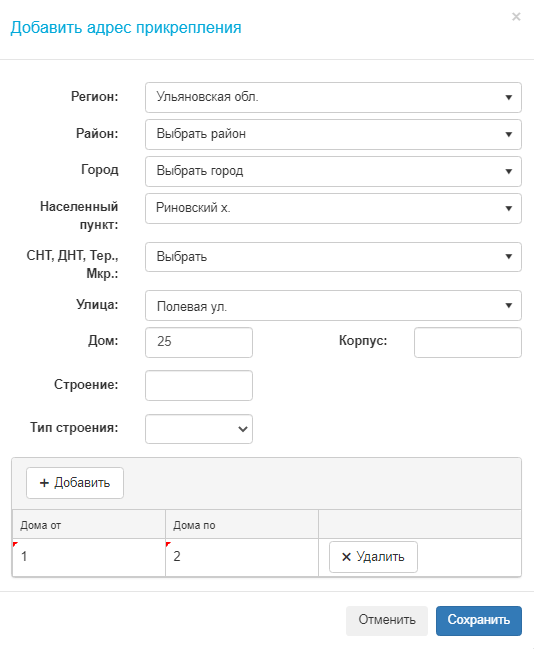 Добавить адрес прикрепления
×
Регион: Ульяновская обл.
Район: Выбрать район
Город Выбрать город
Населенный Риновский х.
пункт:
СНТ, ДНТ, Тер., Выбрать
Мкр.:
Улица: Полевая ул.
Дом: 25 Корпус:
Строение:
Тип строения:
+ Добавить
Дома от Дома по
1 2 × Удалить
Отменить Сохранить